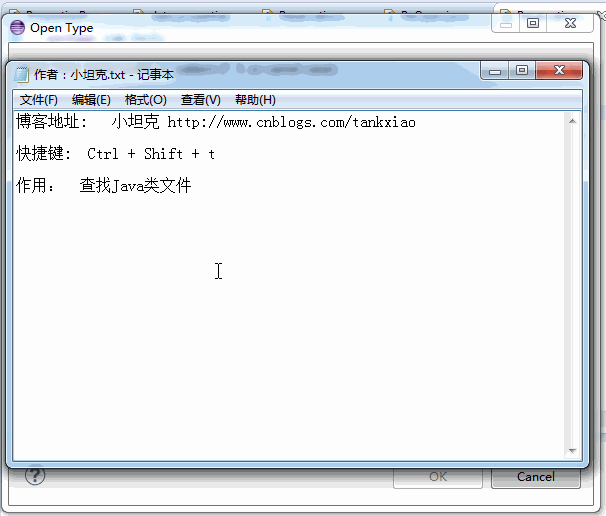 Open Type
作者：小坦克.txt - 记事本
文件(F) 编辑(E) 格式(O) 查看(V) 帮助(H)
博客地址: 小坦克 http://www.cnblogs.com/tankxiao
快捷键: Ctrl + Shift + t
作用: 查找Java类文件
OK Cancel